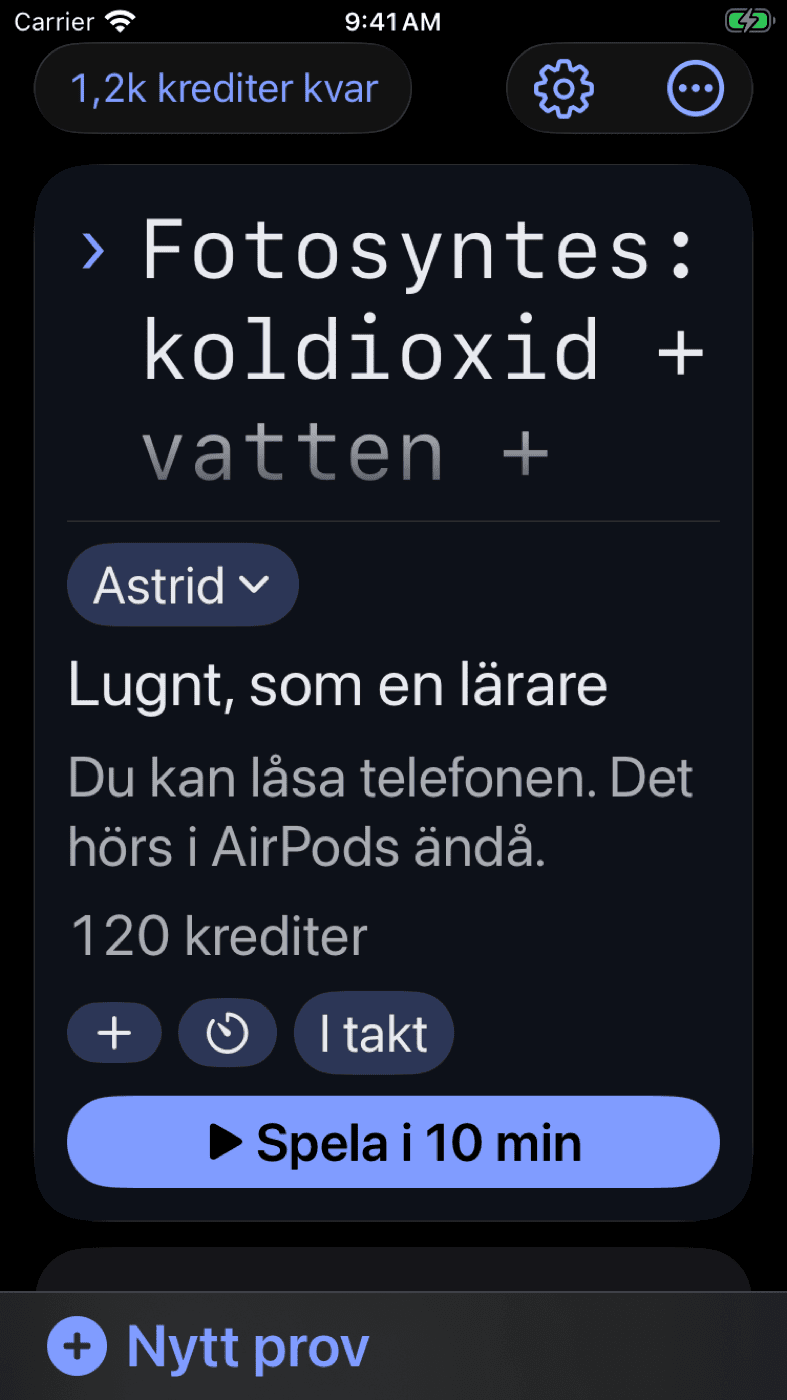 Carrier 9:41 AM
1,2k krediter kvar
Fotosyntes:
koldioxid +
vatten +
Astrid
Lugnt, som en lärare
Du kan låsa telefonen. Det
hörs i AirPods ändå.
120 krediter
+ I takt
Spela i 10 min
Nytt prov